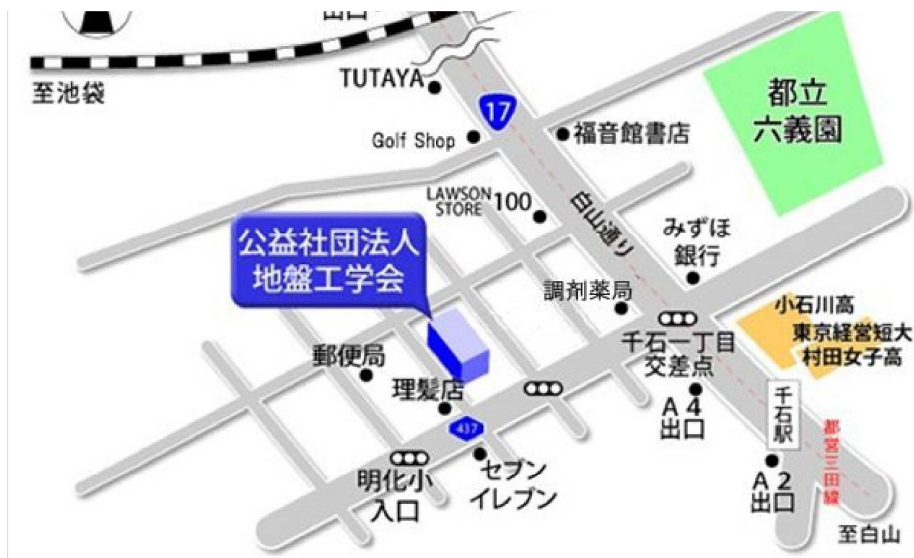 出口
至池袋
TUTAYA
17
Golf Shop
福音館書店
都立
六義園
LAWSON
STORE 100
白山通り
みずほ
銀行
公益社団法人
地盤工学会
調剤薬局
小石川高
東京経営短大
村田女子高
千石一丁目
交差点
郵便局
理髪店
A4
出口
千石駅
都営三田線
437
セブン
イレブン
明化小
入口
A2
出口
至白山